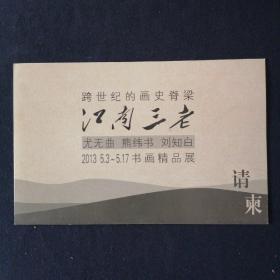 跨世纪的画史脊梁
江南三老
尤无曲 熊纬书 刘知白
2013 5.3~5.17 书画精品展
请柬